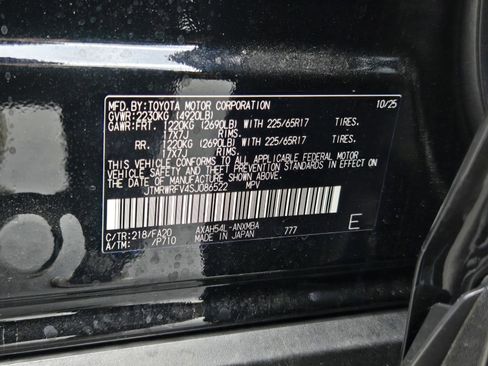 MFD.BY:TOYOTA MOTOR CORPORATION 10/25
GVWR:2230KG (4920LB)
GAWR:FRT. 1220KG (2690LB) WITH 225/65R17 TIRES.
17X7J RIMS.
RR. 1220KG (2690LB) WITH 225/65R17 TIRES.
17X7J RIMS.
THIS VEHICLE CONFORMS TO ALL APPLICABLE FEDERAL MOTOR
VEHICLE SAFETY AND THEFT PREVENTION STANDARDS IN EFFECT
ON THE DATE OF MANUFACTURE SHOWN ABOVE.
JTMRWRFV4SJ086522 MPV
C/TR:218/FA20 AXAH54L-ANXMBA
A/TM: /P710 MADE IN JAPAN 777 E